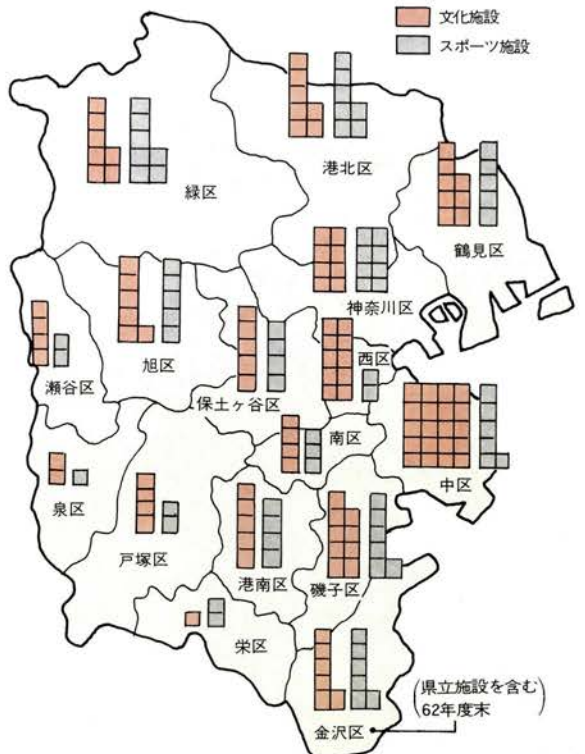 文化施設
スポーツ施設
緑区
港北区
鶴見区
神奈川区
瀬谷区
旭区
保土ヶ谷区
西区
南区
中区
泉区
戸塚区
港南区
磯子区
栄区
金沢区
(県立施設を含む
62年度末)